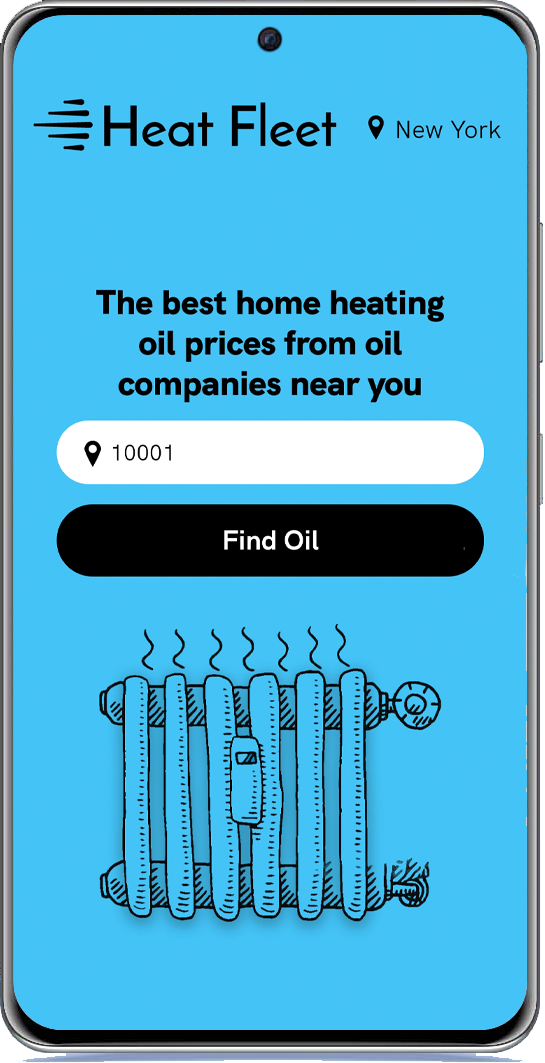 Heat Fleet
New York
The best home heating
oil prices from oil
companies near you
10001
Find Oil